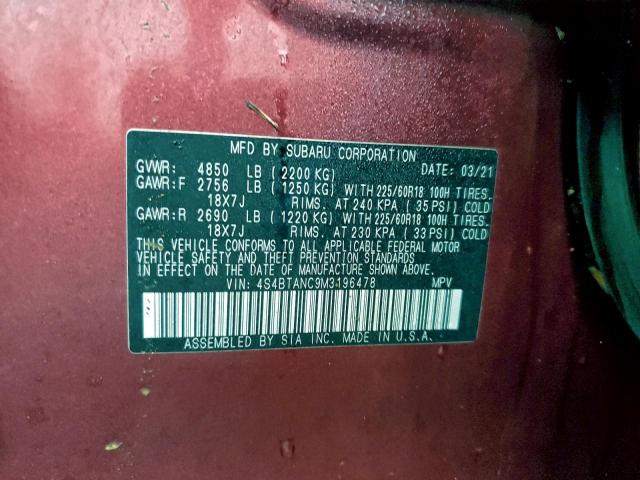 MFD BY SUBARU CORPORATION DATE: 03/21
GVWR: 4850 LB (2200 KG)
GAWR:F 2756 LB (1250 KG) WITH 225/60R18 100H TIRES.
18X7J RIMS. AT 240 KPA (35 PSI) COLD
GAWR:R 2690 LB (1220 KG) WITH 225/60R18 100H TIRES.
18X7J RIMS. AT 230 KPA (33 PSI) COLD
THIS VEHICLE CONFORMS TO ALL APPLICABLE FEDERAL MOTOR
VEHICLE SAFETY AND THEFT PREVENTION STANDARDS
IN EFFECT ON THE DATE OF MANUFACTURE SHOWN ABOVE.
VIN: 4S4BTANC9M3196478 MPV
ASSEMBLED BY SIA INC. MADE IN U.S.A.